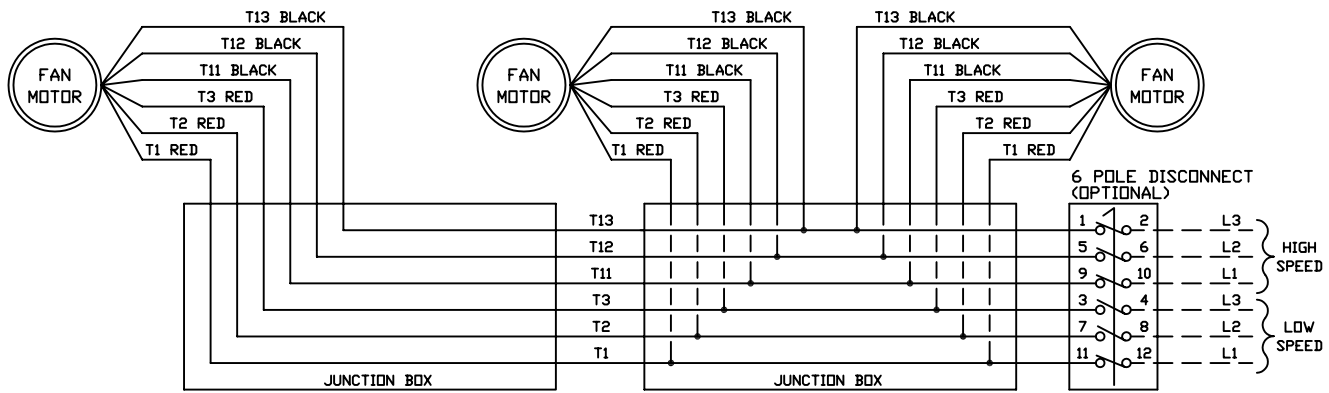 T13 BLACK
T12 BLACK
T11 BLACK
T3 RED
T2 RED
T1 RED
FAN
MOTOR
T13 BLACK
T12 BLACK
T11 BLACK
T3 RED
T2 RED
T1 RED
FAN
MOTOR
T13 BLACK
T12 BLACK
T11 BLACK
T3 RED
T2 RED
T1 RED
FAN
MOTOR
6 POLE DISCONNECT
(OPTIONAL)
T13 1 2 L3
T12 5 6 L2
T11 9 10 L1
HIGH
SPEED
T3 3 4 L3
T2 7 8 L2
T1 11 12 L1
LOW
SPEED
JUNCTION BOX
JUNCTION BOX